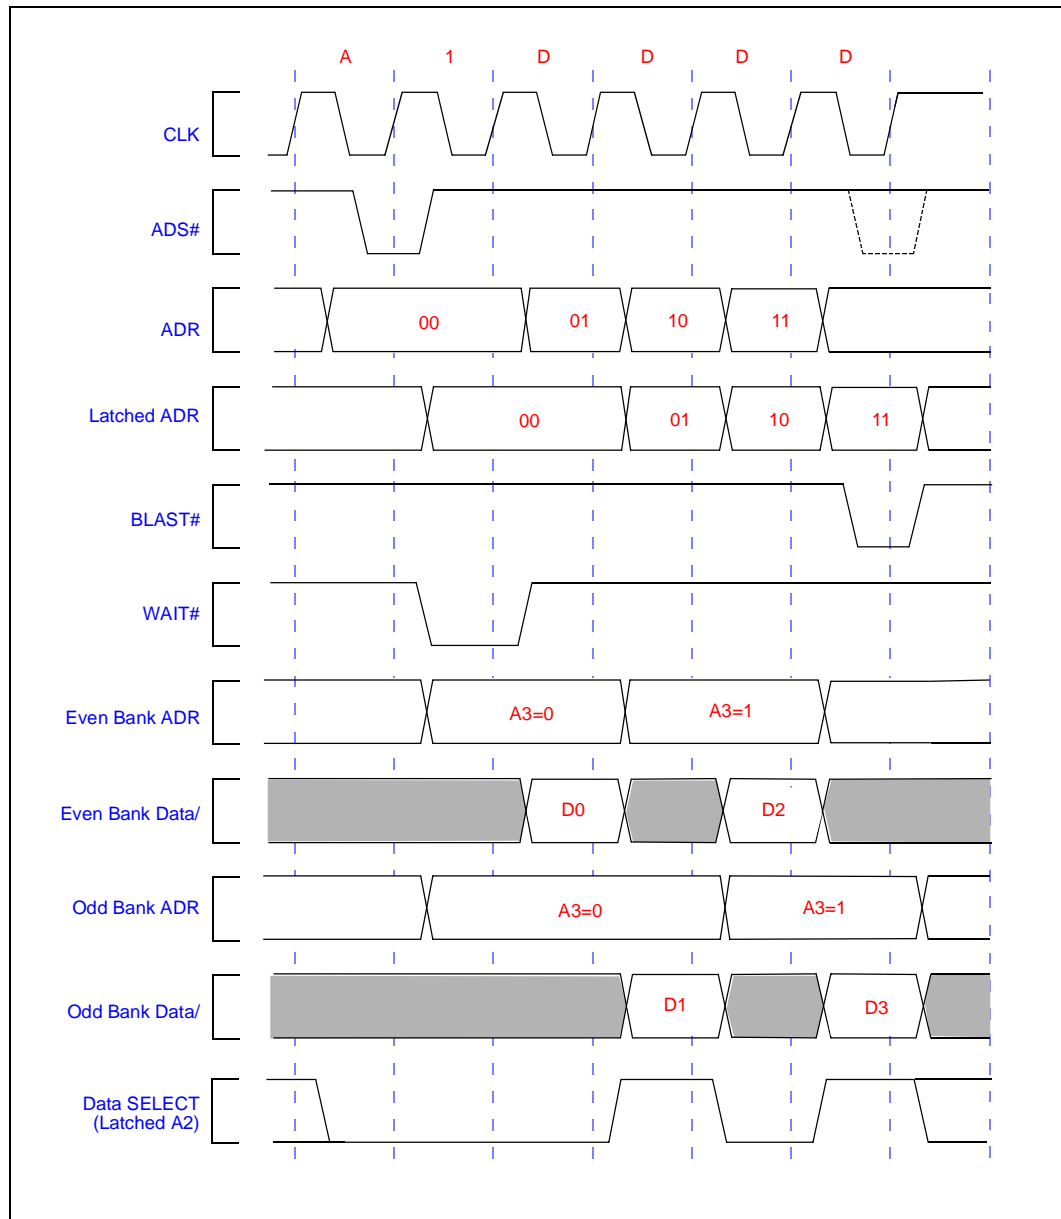 A 1 D D D D
CLK
ADS#
ADR 00 01 10 11
Latched ADR 00 01 10 11
BLAST#
WAIT#
Even Bank ADR A3=0 A3=1
Even Bank Data/ D0 D2
Odd Bank ADR A3=0 A3=1
Odd Bank Data/ D1 D3
Data SELECT
(Latched A2)